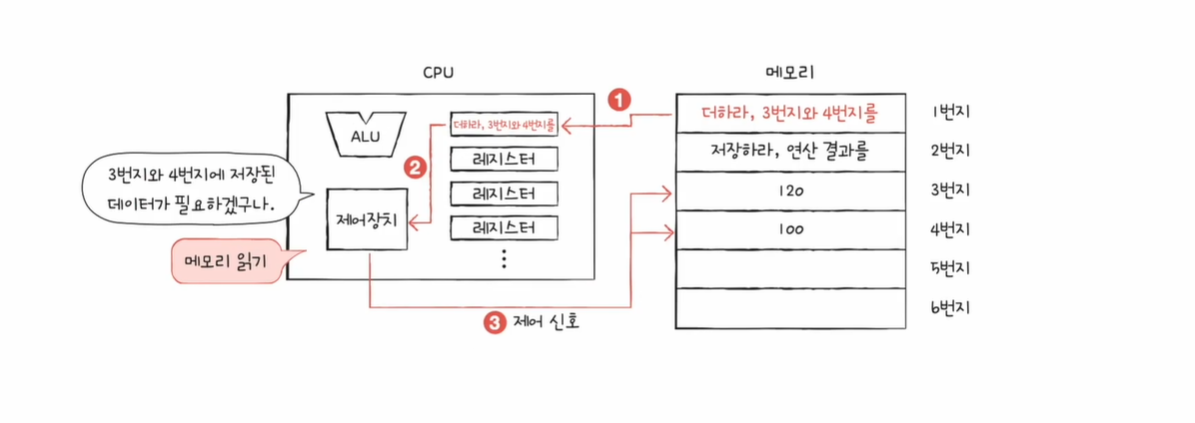 CPU
메모리
1
ALU
더하라, 3번지와 4번지를
레지스터
레지스터
레지스터
2
제어장치
3번지와 4번지에 저장된
데이터가 필요하겠구나.
메모리 읽기
3 제어 신호
더하라, 3번지와 4번지를 1번지
저장하라, 연산 결과를 2번지
120 3번지
100 4번지
5번지
6번지